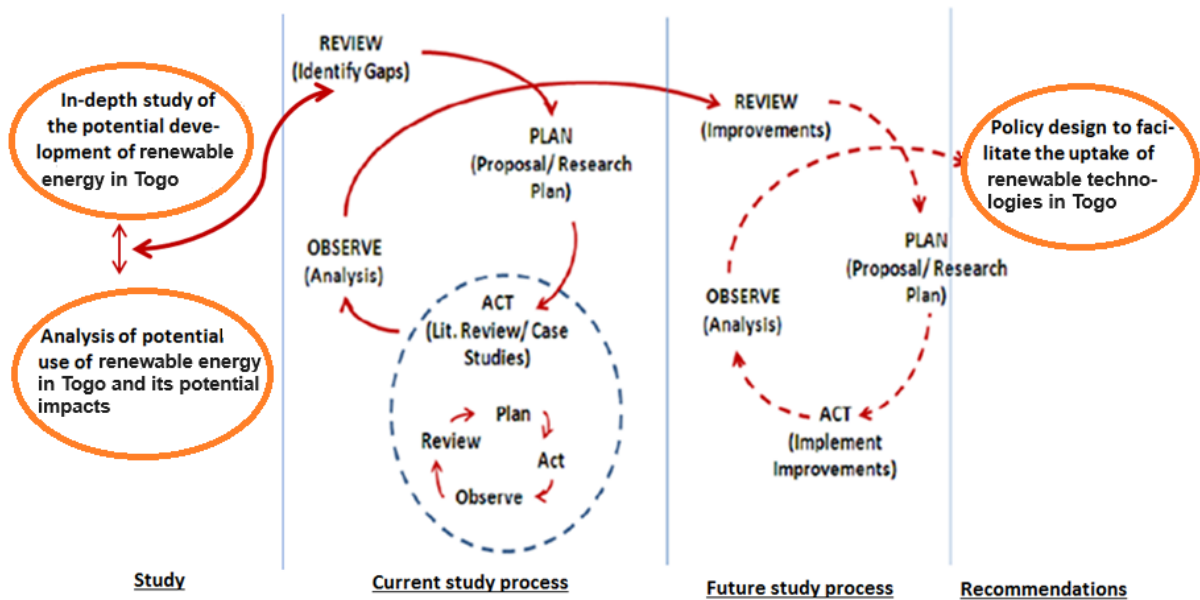 In-depth study of
the potential deve-
lopment of renewable
energy in Togo
Analysis of potential
use of renewable energy
in Togo and its potential
impacts
Study
REVIEW
(Identify Gaps)
PLAN
(Proposal/ Research
Plan)
OBSERVE
(Analysis)
ACT
(Lit. Review/ Case
Studies)
Plan
Review
Act
Observe
Current study process
REVIEW
(Improvements)
PLAN
(Proposal/ Research
Plan)
OBSERVE
(Analysis)
ACT
(Implement
Improvements)
Future study process
Policy design to faci-
litate the uptake of
renewable techno-
logies in Togo
Recommendations